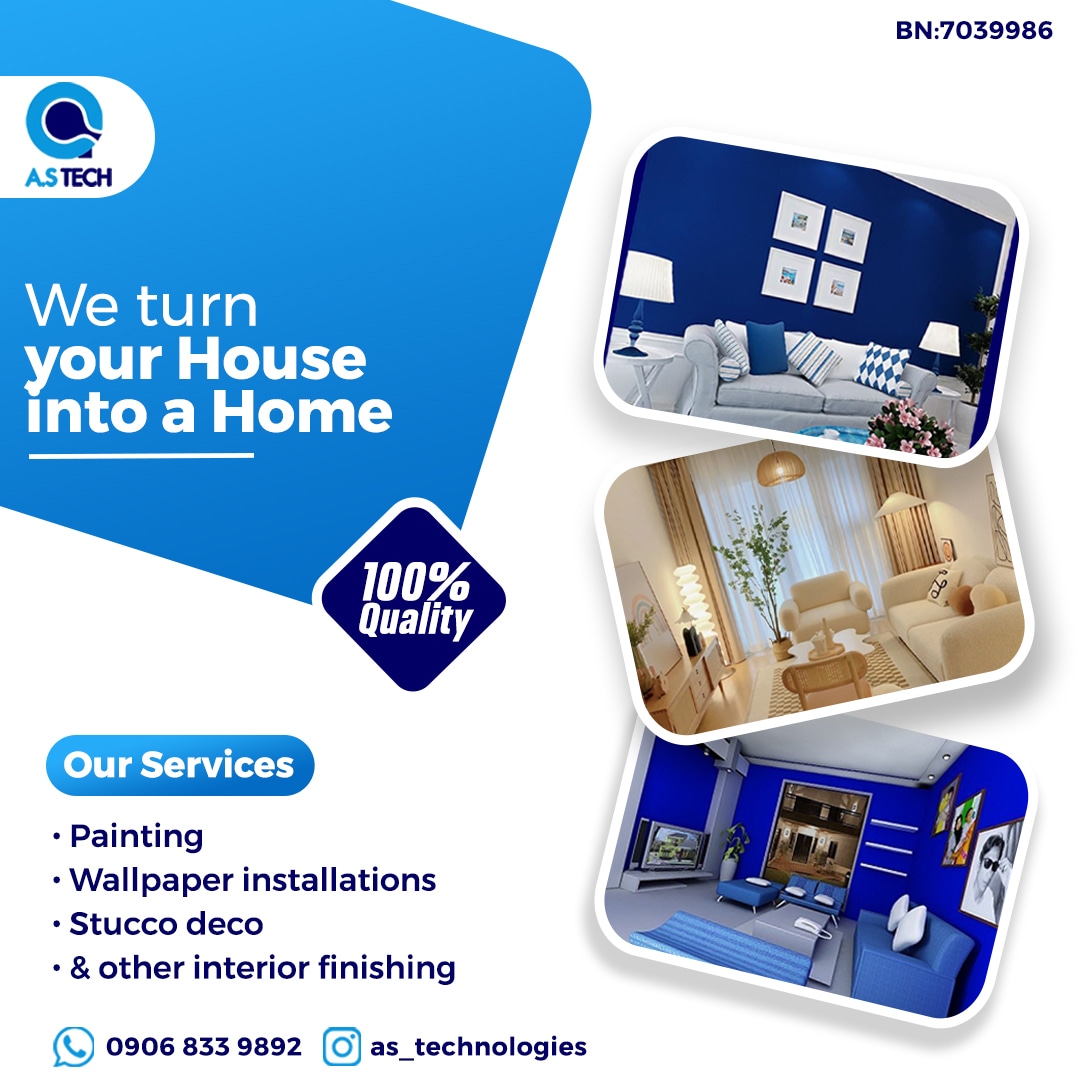 BN:7039986
A.S TECH
We turn
your House
into a Home
100%
Quality
Our Services
• Painting
• Wallpaper installations
• Stucco deco
• & other interior finishing
0906 833 9892 as_technologies